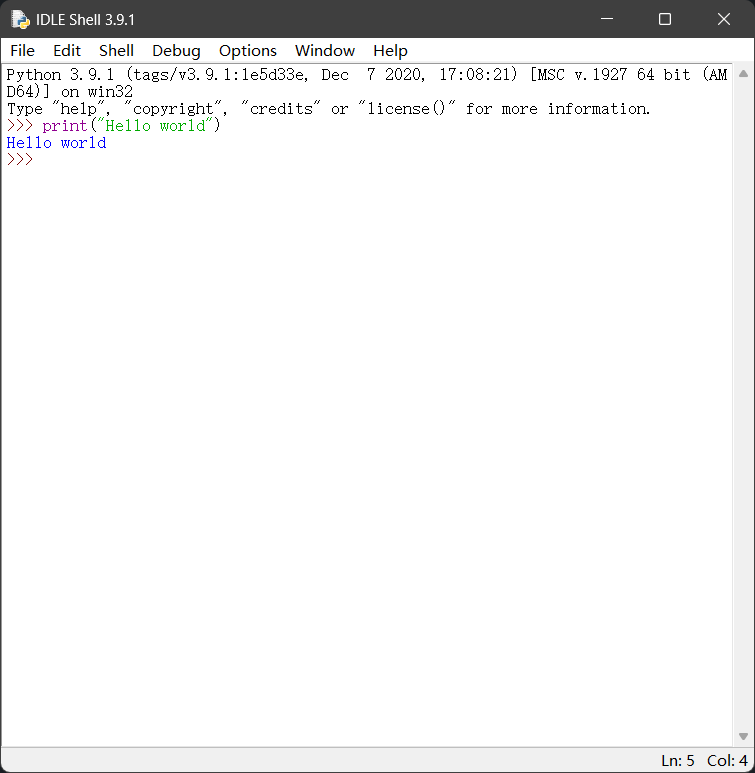 IDLE Shell 3.9.1
File Edit Shell Debug Options Window Help
Python 3.9.1 (tags/v3.9.1:1e5d33e, Dec  7 2020, 17:08:21) [MSC v.1927 64 bit (AM
D64)] on win32
Type "help", "copyright", "credits" or "license()" for more information.
>>> print("Hello world")
Hello world
>>>
Ln: 5 Col: 4